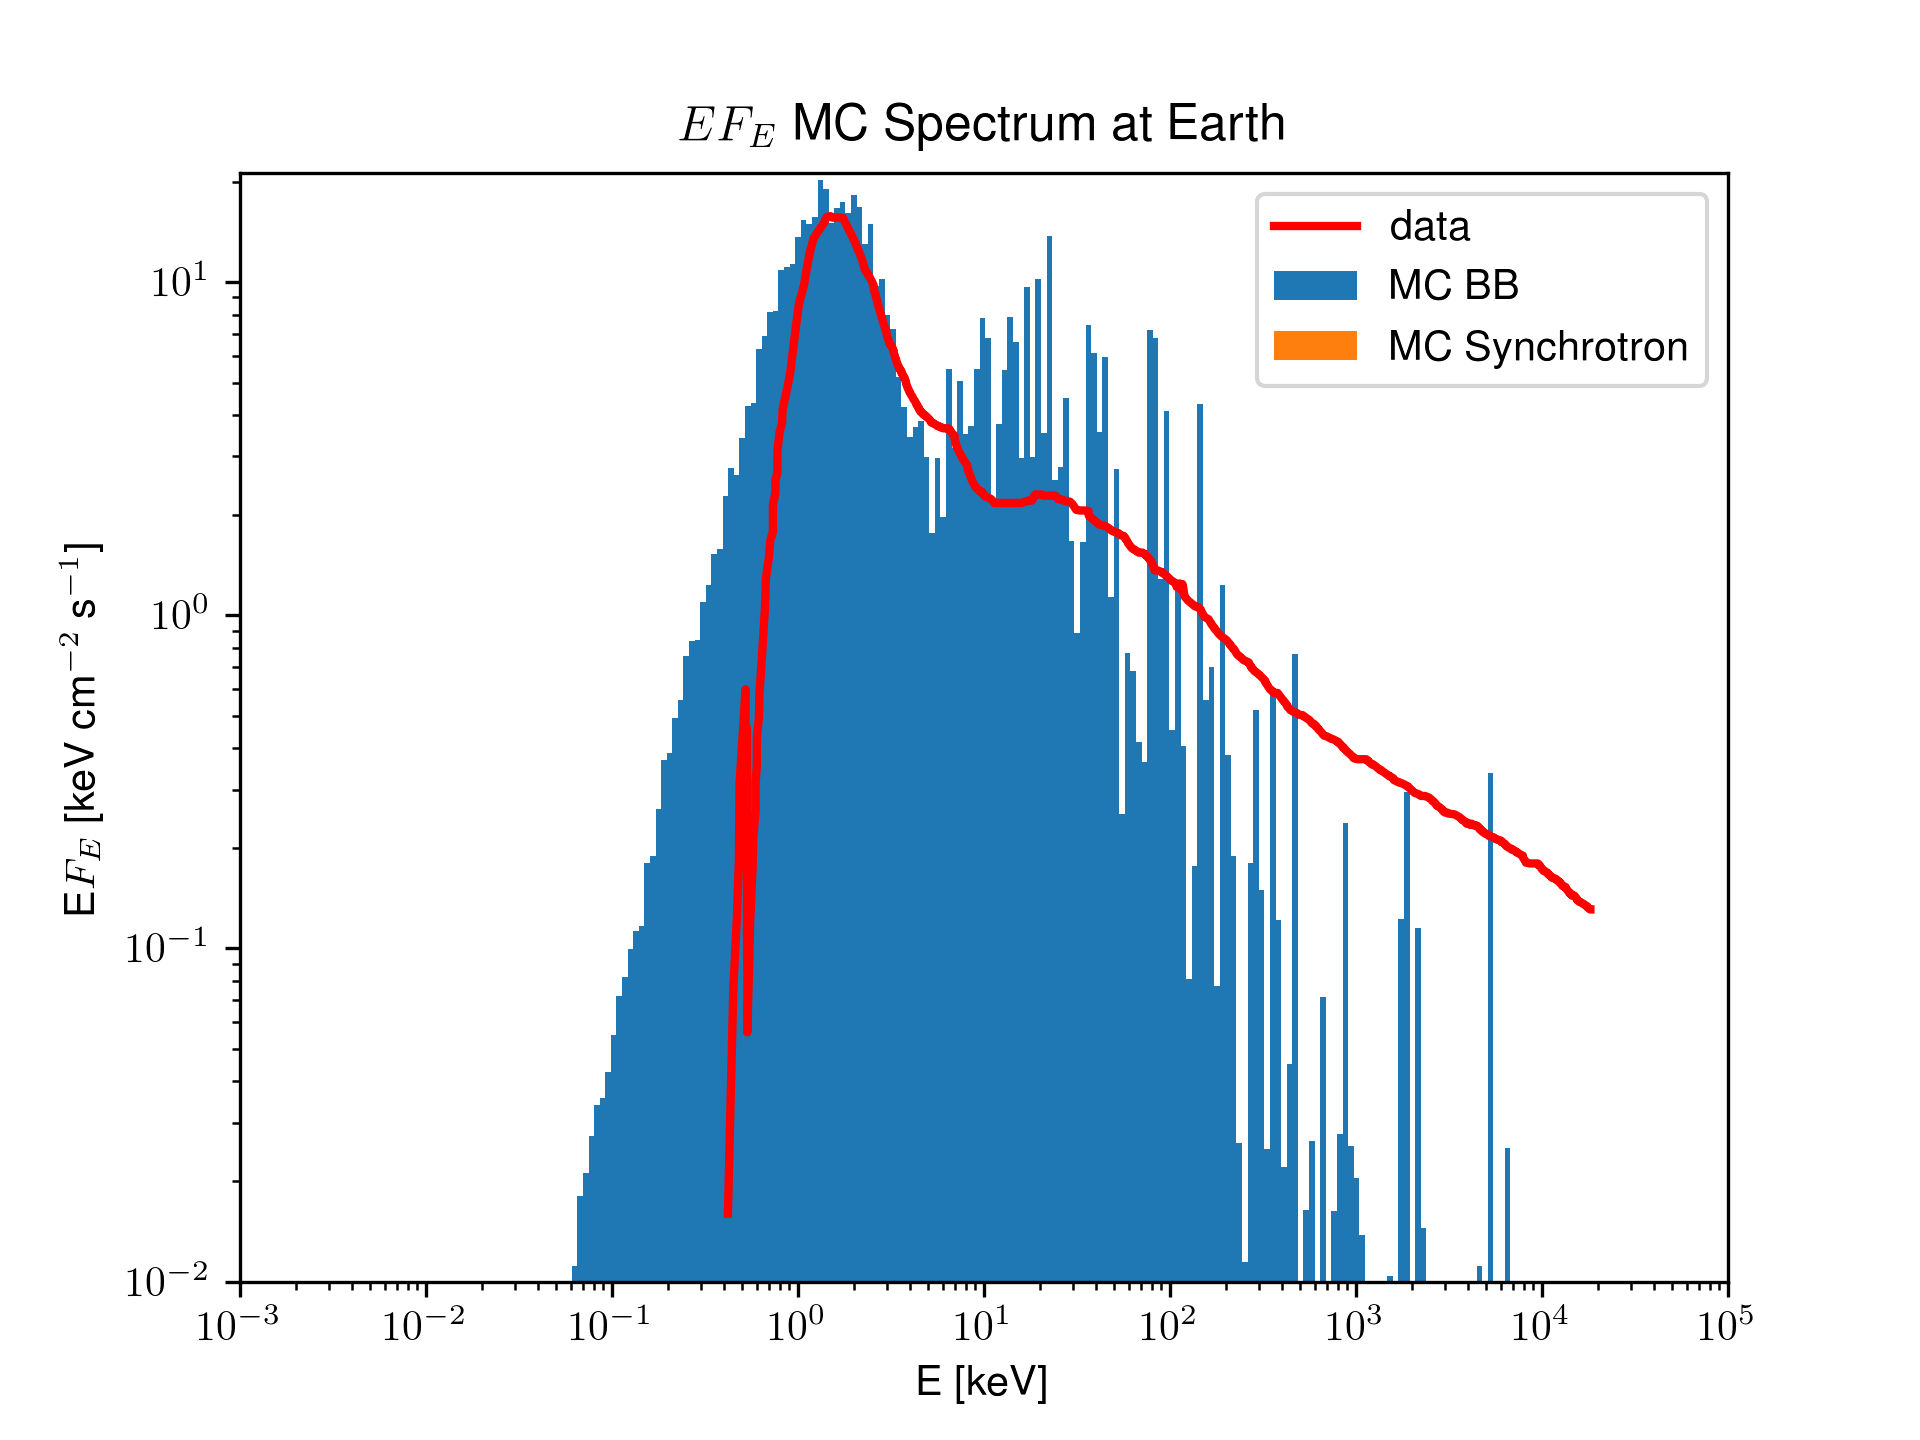 $EF_E$ MC Spectrum at Earth
data
MC BB
MC Synchrotron
E$F_E$ [keV cm$^{-2}$ s$^{-1}$]
$10^1$
$10^0$
$10^{-1}$
$10^{-2}$
$10^{-3}$ $10^{-2}$ $10^{-1}$ $10^0$ $10^1$ $10^2$ $10^3$ $10^4$ $10^5$
E [keV]